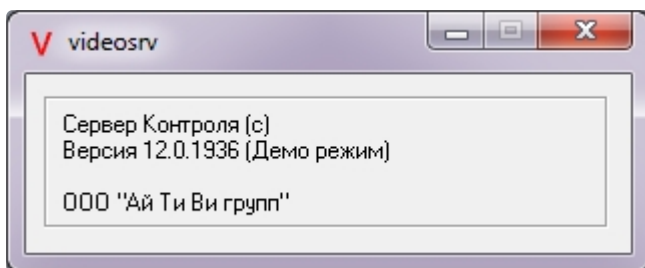 V videosrv
Сервер Контроля (c)
Версия 12.0.1936 (Демо режим)
ООО "Ай Ти Ви групп"